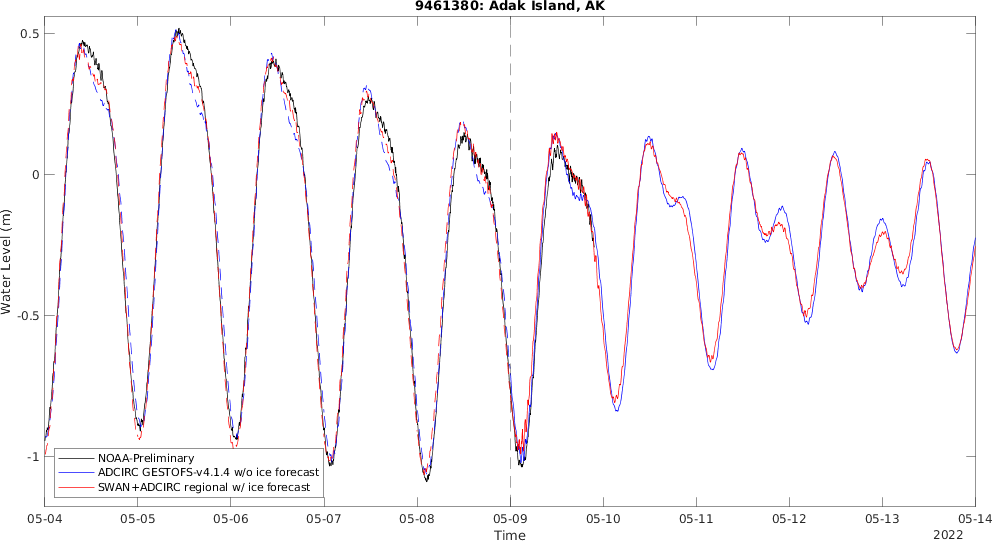 9461380: Adak Island, AK
Water Level (m)
0.5
0
-0.5
-1
NOAA-Preliminary
ADCIRC GESTOFS-v4.1.4 w/o ice forecast
SWAN+ADCIRC regional w/ ice forecast
05-04 05-05 05-06 05-07 05-08 05-09 05-10 05-11 05-12 05-13 05-14
Time
2022